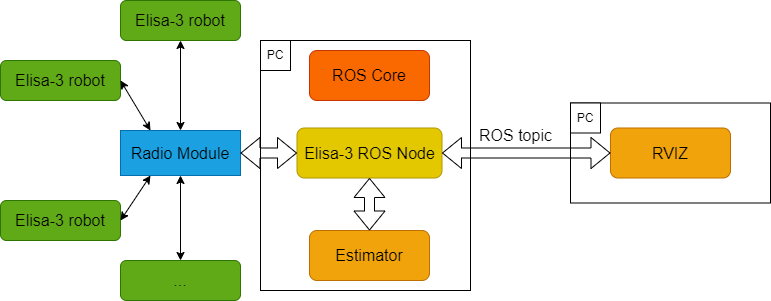 Elisa-3 robot
PC
ROS Core
Elisa-3 robot
PC
ROS topic
Radio Module
Elisa-3 ROS Node
RVIZ
Elisa-3 robot
Estimator
...